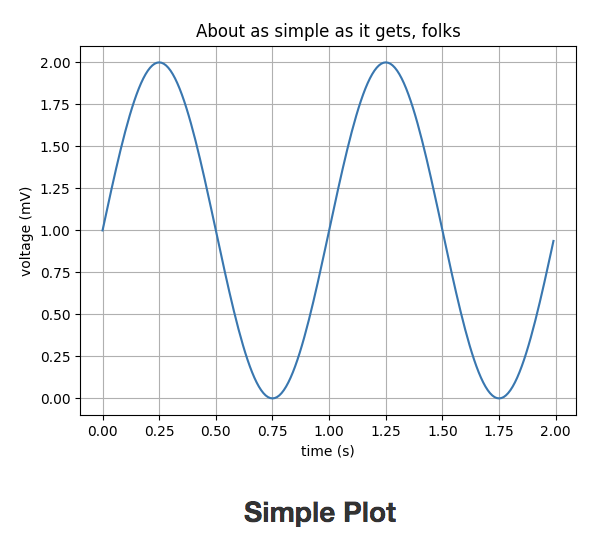 About as simple as it gets, folks
2.00
1.75
1.50
1.25
1.00
0.75
0.50
0.25
0.00
voltage (mV)
0.00 0.25 0.50 0.75 1.00 1.25 1.50 1.75 2.00
time (s)
Simple Plot